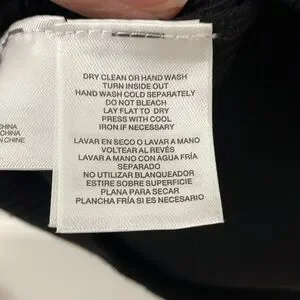 DRY CLEAN OR HAND WASH
TURN INSIDE OUT
HAND WASH COLD SEPARATELY
DO NOT BLEACH
LAY FLAT TO DRY
PRESS WITH COOL
IRON IF NECESSARY
CHINA
CHINA
N CHINE
LAVAR EN SECO O LAVAR A MANO
VOLTEAR AL REVÉS
LAVAR A MANO CON AGUA FRÍA
SEPARADO
NO UTILIZAR BLANQUEADOR
ESTIRE SOBRE SUPERFICIE
PLANA PARA SECAR
PLANCHA FRÍA SI ES NECESARIO